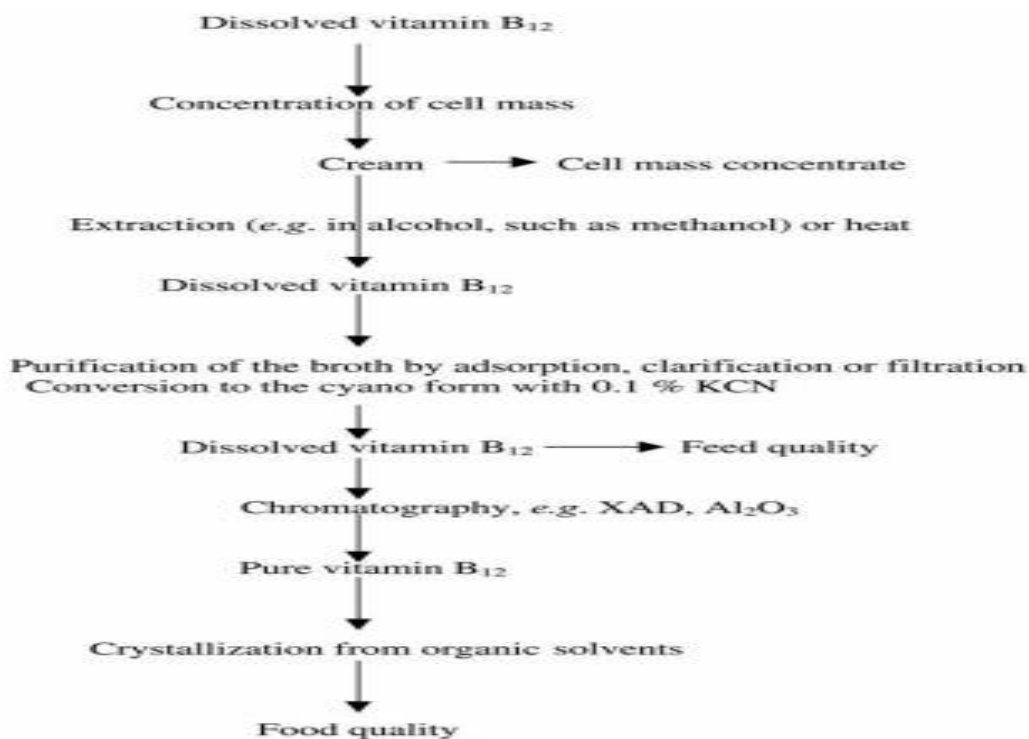 Dissolved vitamin B₁₂
Concentration of cell mass
Cream
Cell mass concentrate
Extraction (e.g. in alcohol, such as methanol) or heat
Dissolved vitamin B₁₂
Purification of the broth by adsorption, clarification or filtration
Conversion to the cyano form with 0.1 % KCN
Dissolved vitamin B₁₂
Feed quality
Chromatography, e.g. XAD, Al₂O₃
Pure vitamin B₁₂
Crystallization from organic solvents
Food quality